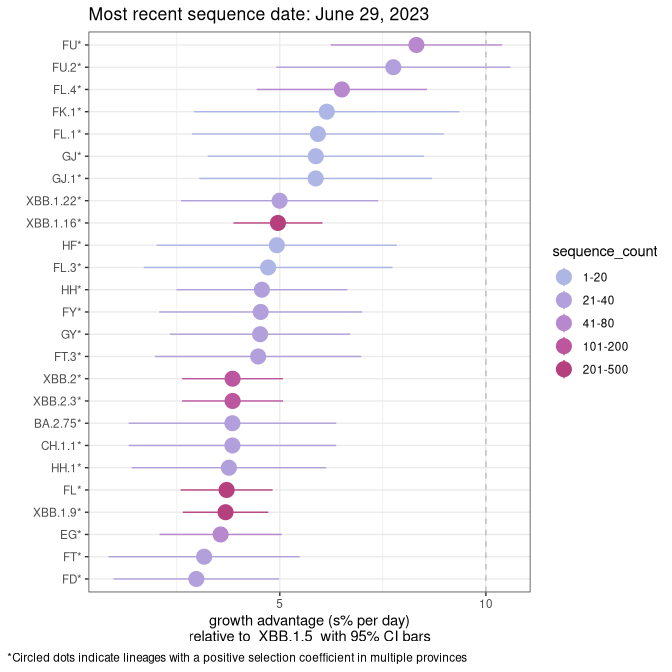 Most recent sequence date: June 29, 2023
FU*
FU.2*
FL.4*
FK.1*
FL.1*
GJ*
GJ.1*
XBB.1.22*
XBB.1.16*
HF*
FL.3*
HH*
FY*
GY*
FT.3*
XBB.2*
XBB.2.3*
BA.2.75*
CH.1.1*
HH.1*
FL*
XBB.1.9*
EG*
FT*
FD*
5 10
growth advantage (s% per day)
relative to XBB.1.5 with 95% CI bars
sequence_count
1-20
21-40
41-80
101-200
201-500
*Circled dots indicate lineages with a positive selection coefficient in multiple provinces